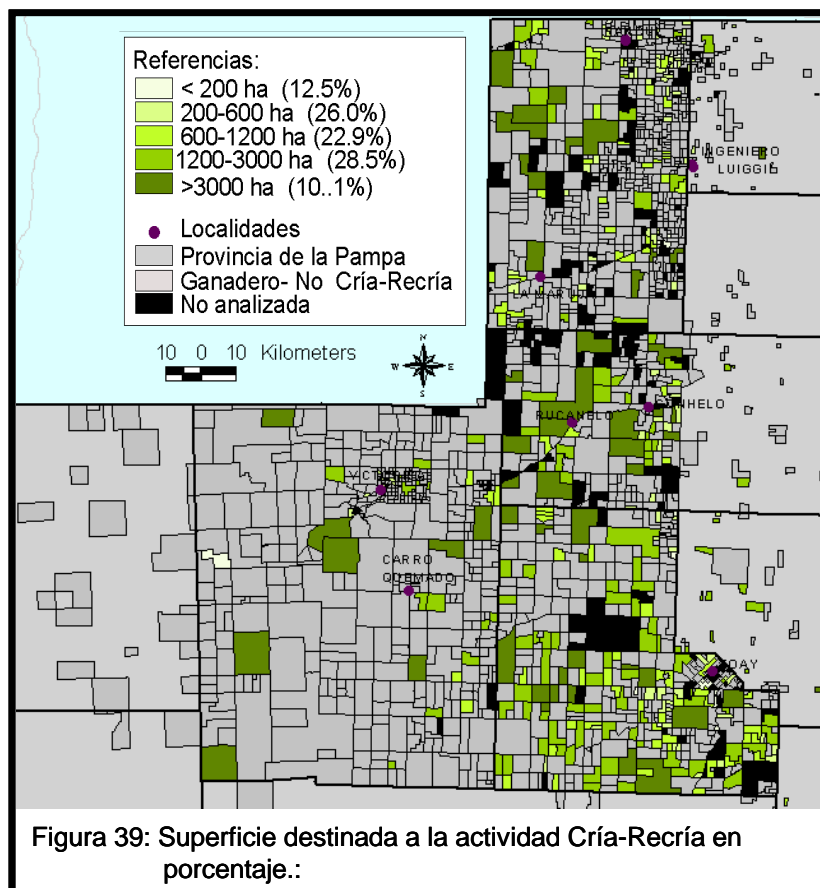 Referencias:
< 200 ha (12.5%)
200-600 ha (26.0%)
600-1200 ha (22.9%)
1200-3000 ha (28.5%)
>3000 ha (10..1%)
Localidades
Provincia de la Pampa
Ganadero- No Cría-Recría
No analizada
10 0 10 Kilometers
N
W E
S
INGENIERO
LUIGGI
LA MARUJA
RUCANELO
CONHELO
CARRO
QUEMADO
Figura 39: Superficie destinada a la actividad Cría-Recría en
porcentaje.: